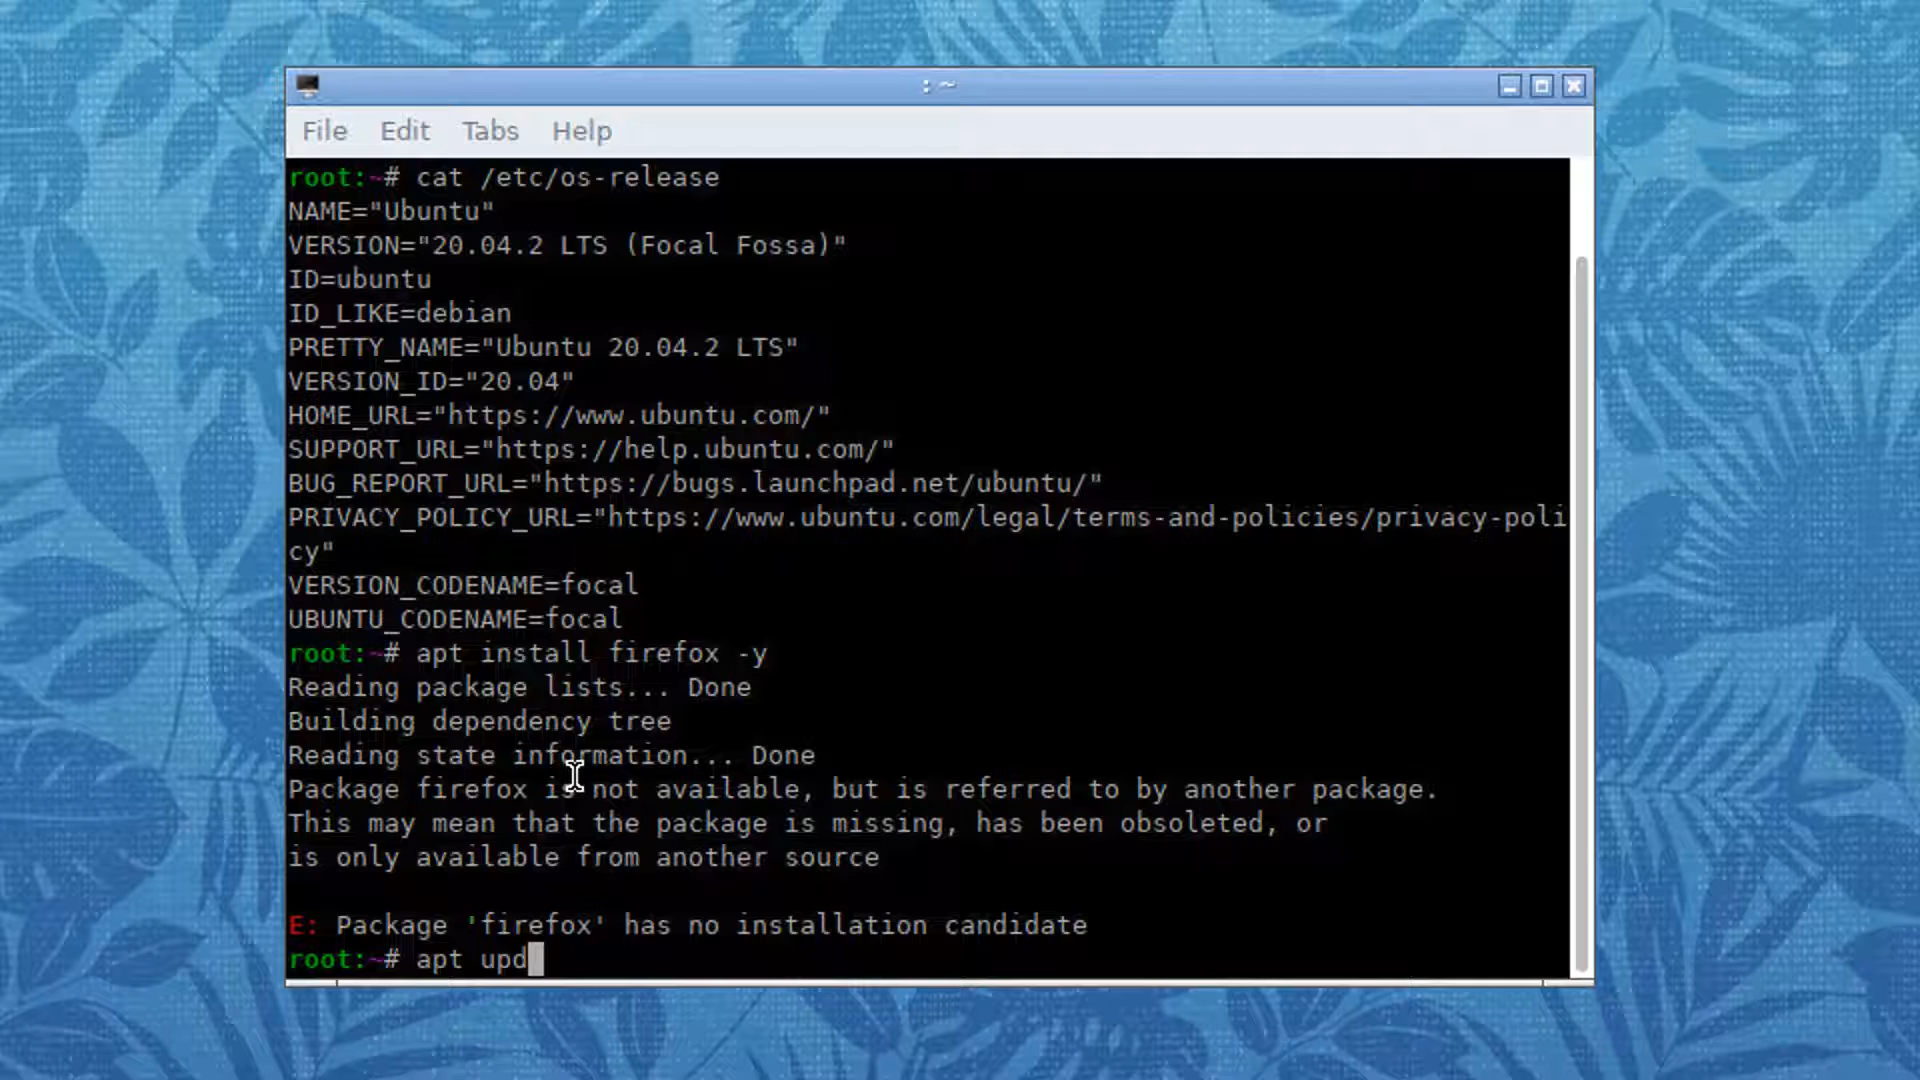 : ~
File Edit Tabs Help
root:~# cat /etc/os-release
NAME="Ubuntu"
VERSION="20.04.2 LTS (Focal Fossa)"
ID=ubuntu
ID_LIKE=debian
PRETTY_NAME="Ubuntu 20.04.2 LTS"
VERSION_ID="20.04"
HOME_URL="https://www.ubuntu.com/"
SUPPORT_URL="https://help.ubuntu.com/"
BUG_REPORT_URL="https://bugs.launchpad.net/ubuntu/"
PRIVACY_POLICY_URL="https://www.ubuntu.com/legal/terms-and-policies/privacy-poli
cy"
VERSION_CODENAME=focal
UBUNTU_CODENAME=focal
root:~# apt install firefox -y
Reading package lists... Done
Building dependency tree
Reading state information... Done
Package firefox is not available, but is referred to by another package.
This may mean that the package is missing, has been obsoleted, or
is only available from another source

E: Package 'firefox' has no installation candidate
root:~# apt upd